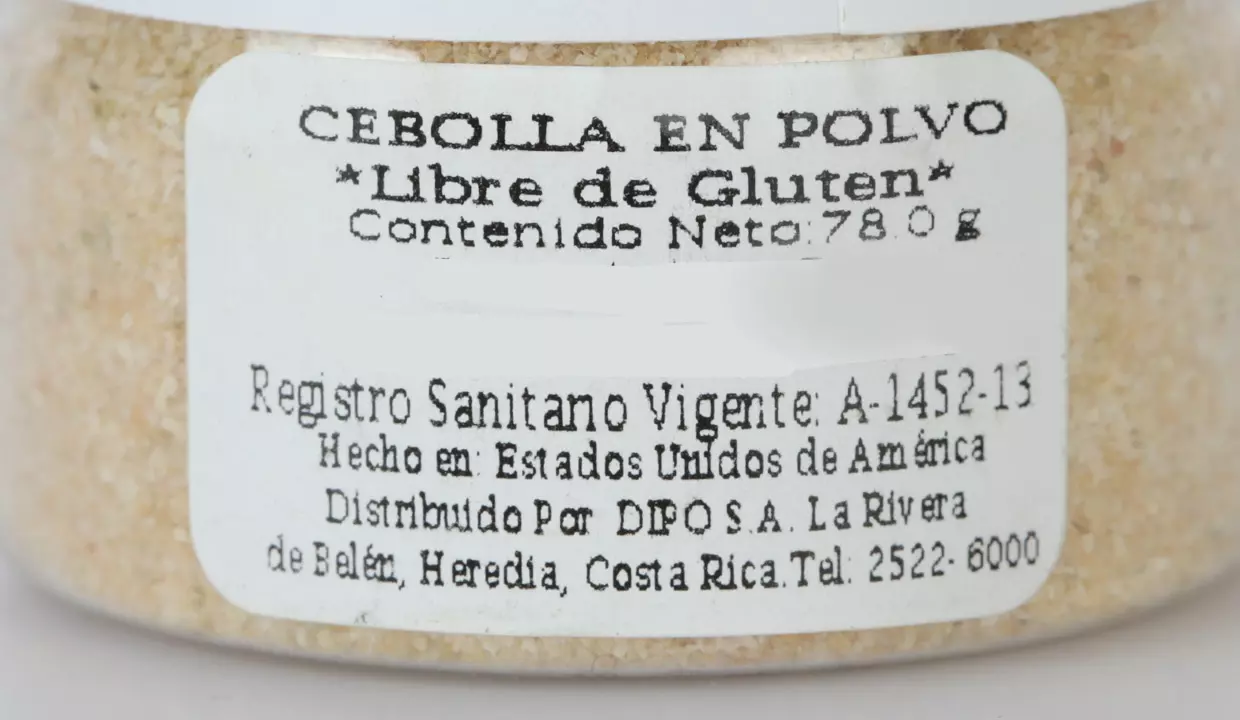 CEBOLLA EN POLVO
*Libre de Gluten*
Contenido Neto:78.0 g
Registro Sanitario Vigente: A-1452-13
Hecho en: Estados Unidos de América
Distribuido Por DIPO S.A. La Rivera
de Belén, Heredia, Costa Rica.Tel: 2522-6000